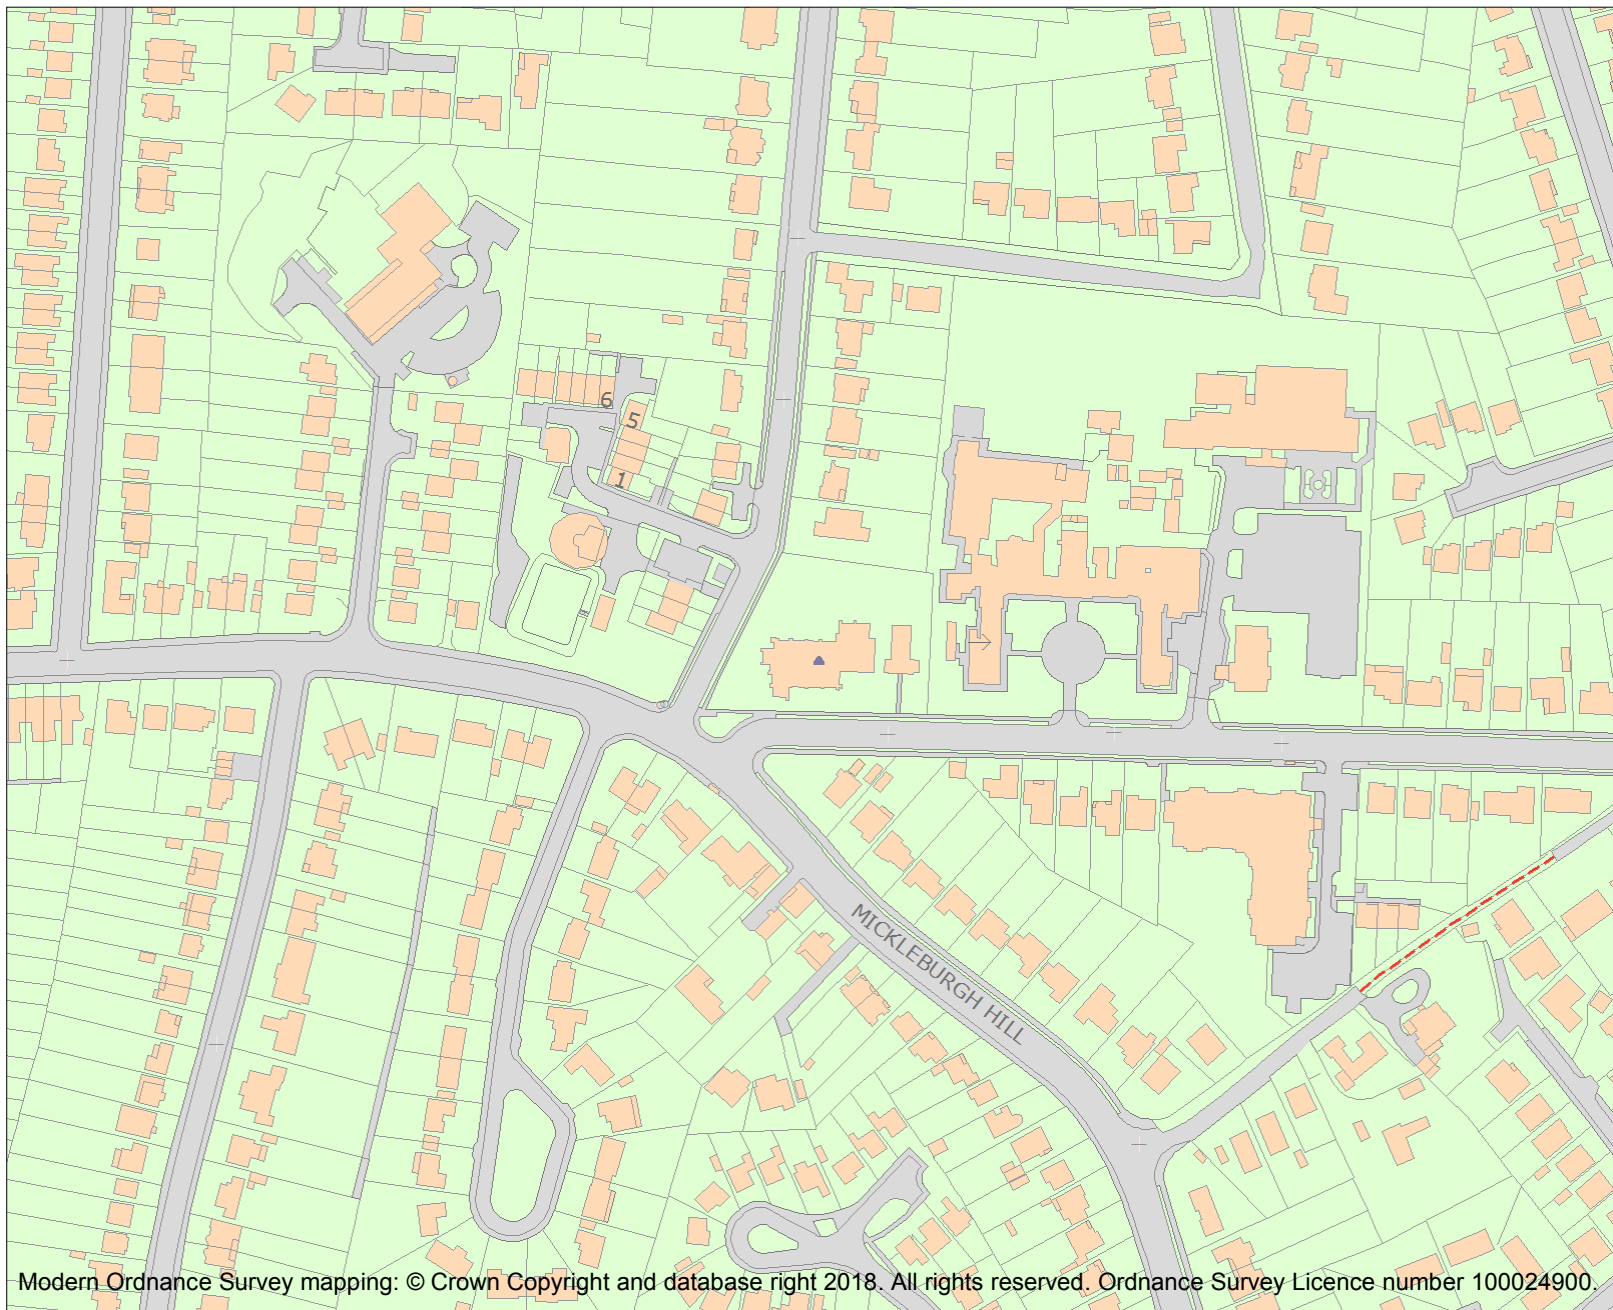 6
5
1
MICKLEBURGH HILL
Modern Ordnance Survey mapping: © Crown Copyright and database right 2018. All rights reserved. Ordnance Survey Licence number 100024900.